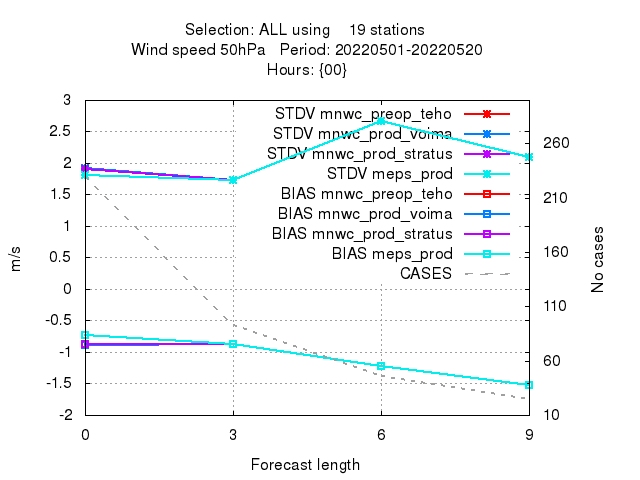 Selection: ALL using    19 stations
Wind speed 50hPa   Period: 20220501-20220520
Hours: {00}
STDV mnwc_preop_teho
STDV mnwc_prod_voima
STDV mnwc_prod_stratus
STDV meps_prod
BIAS mnwc_preop_teho
BIAS mnwc_prod_voima
BIAS mnwc_prod_stratus
BIAS meps_prod
CASES
m/s
3
2.5
2
1.5
1
0.5
0
-0.5
-1
-1.5
-2
No cases
260
210
160
110
60
10
0 3 6 9
Forecast length